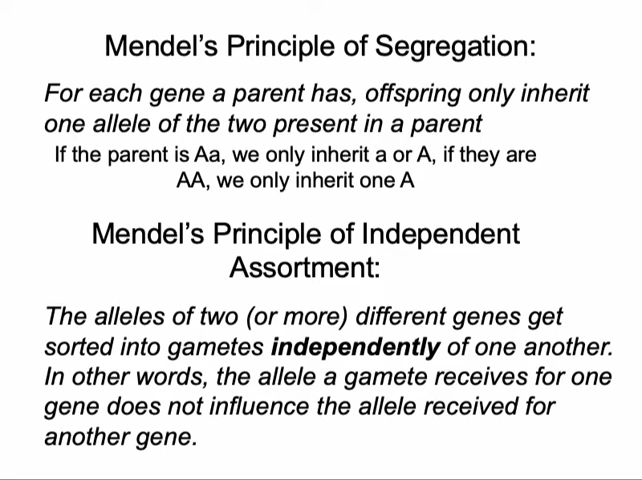 Mendel's Principle of Segregation:
For each gene a parent has, offspring only inherit
one allele of the two present in a parent
If the parent is Aa, we only inherit a or A, if they are
AA, we only inherit one A
Mendel's Principle of Independent
Assortment:
The alleles of two (or more) different genes get
sorted into gametes independently of one another.
In other words, the allele a gamete receives for one
gene does not influence the allele received for
another gene.